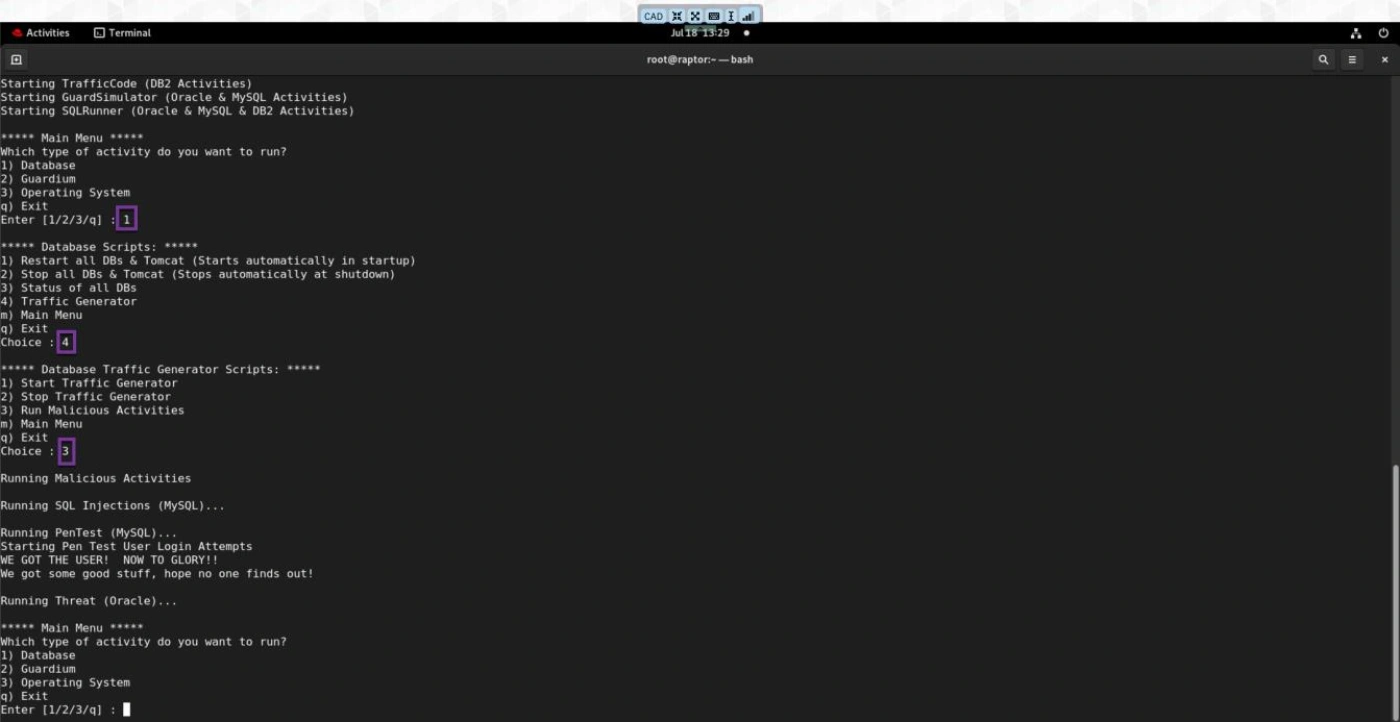 CAD
Activities
Terminal
Jul 18 13:29
root@raptor:~ — bash
Starting TrafficCode (DB2 Activities)
Starting GuardSimulator (Oracle & MySQL Activities)
Starting SQLRunner (Oracle & MySQL & DB2 Activities)
***** Main Menu *****
Which type of activity do you want to run?
1) Database
2) Guardium
3) Operating System
q) Exit
Enter [1/2/3/q] : 1
***** Database Scripts: *****
1) Restart all DBs & Tomcat (Starts automatically in startup)
2) Stop all DBs & Tomcat (Stops automatically at shutdown)
3) Status of all DBs
4) Traffic Generator
m) Main Menu
q) Exit
Choice : 4
***** Database Traffic Generator Scripts: *****
1) Start Traffic Generator
2) Stop Traffic Generator
3) Run Malicious Activities
m) Main Menu
q) Exit
Choice : 3
Running Malicious Activities
Running SQL Injections (MySQL)...
Running PenTest (MySQL)...
Starting Pen Test User Login Attempts
WE GOT THE USER!  NOW TO GLORY!!
We got some good stuff, hope no one finds out!
Running Threat (Oracle)...
***** Main Menu *****
Which type of activity do you want to run?
1) Database
2) Guardium
3) Operating System
q) Exit
Enter [1/2/3/q] :